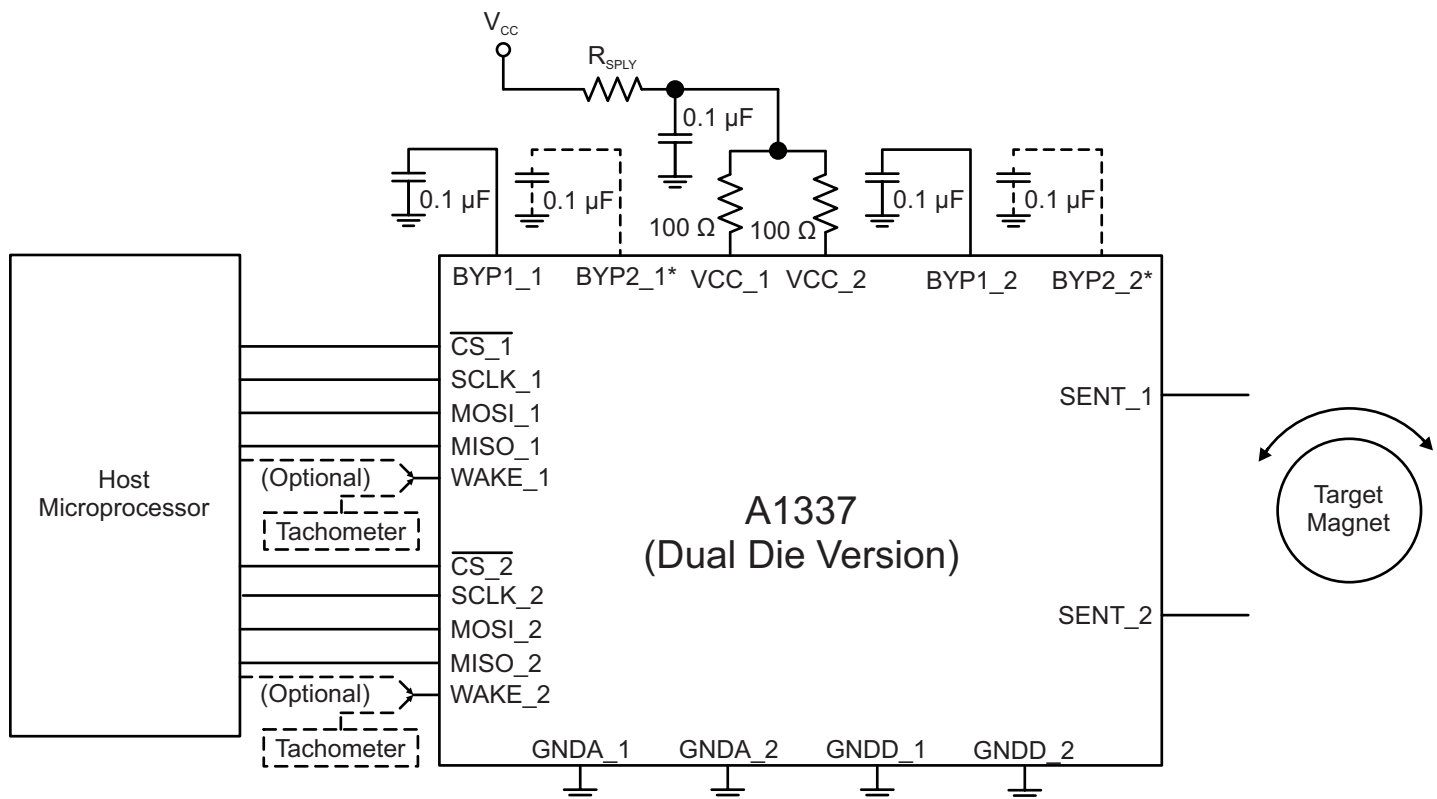 V_CC
R_SPLY
0.1 µF
0.1 µF
0.1 µF
0.1 µF
0.1 µF
100 Ω
100 Ω
BYP1_1
BYP2_1*
VCC_1
VCC_2
BYP1_2
BYP2_2*
CS_1
SCLK_1
MOSI_1
MISO_1
(Optional)
WAKE_1
Tachometer
Host
Microprocessor
CS_2
SCLK_2
MOSI_2
MISO_2
(Optional)
WAKE_2
Tachometer
A1337
(Dual Die Version)
SENT_1
SENT_2
Target
Magnet
GNDA_1
GNDA_2
GNDD_1
GNDD_2